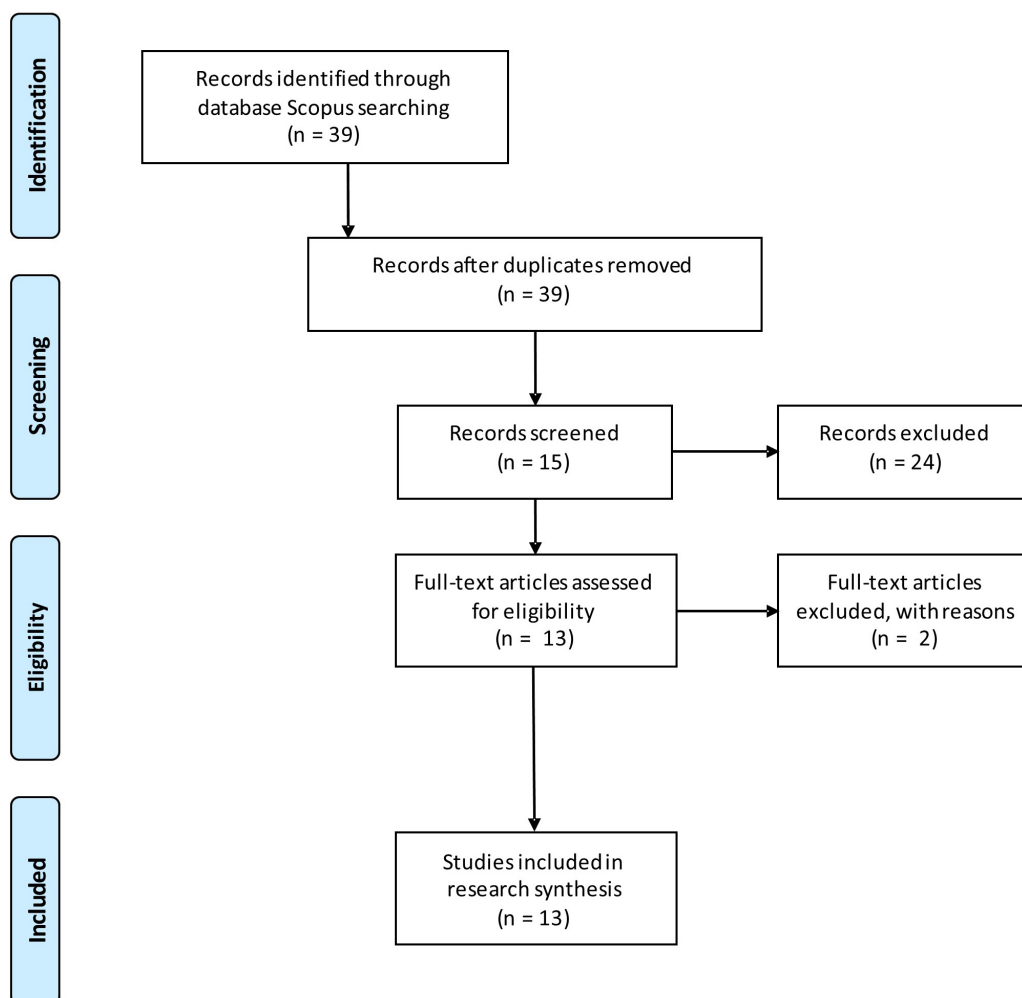 Identification
Records identified through
database Scopus searching
(n = 39)
Records after duplicates removed
(n = 39)
Screening
Records screened
(n = 15)
Records excluded
(n = 24)
Eligibility
Full-text articles assessed
for eligibility
(n = 13)
Full-text articles
excluded, with reasons
(n = 2)
Included
Studies included in
research synthesis
(n = 13)